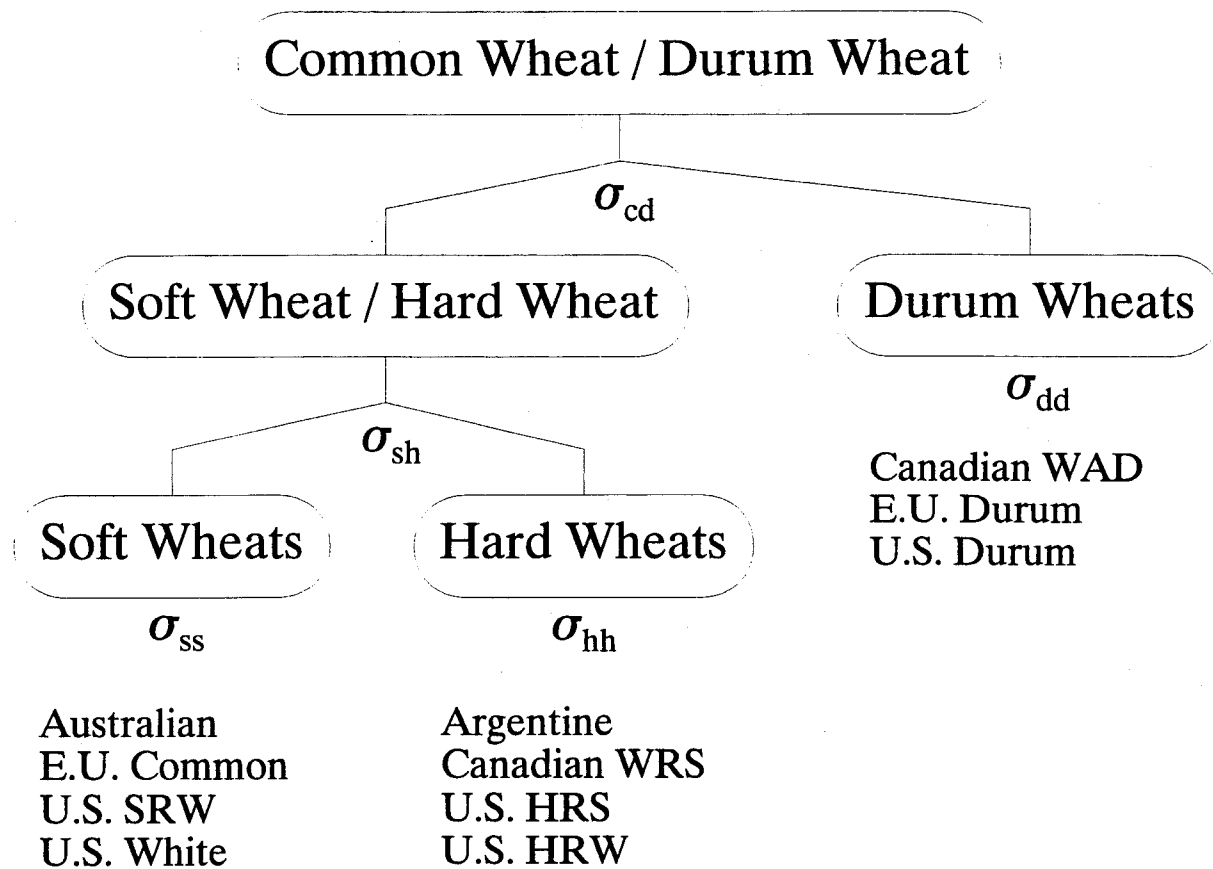 Common Wheat / Durum Wheat
σcd
Soft Wheat / Hard Wheat
Durum Wheats
σdd
Canadian WAD
E.U. Durum
U.S. Durum
σsh
Soft Wheats
σss
Australian
E.U. Common
U.S. SRW
U.S. White
Hard Wheats
σhh
Argentine
Canadian WRS
U.S. HRS
U.S. HRW